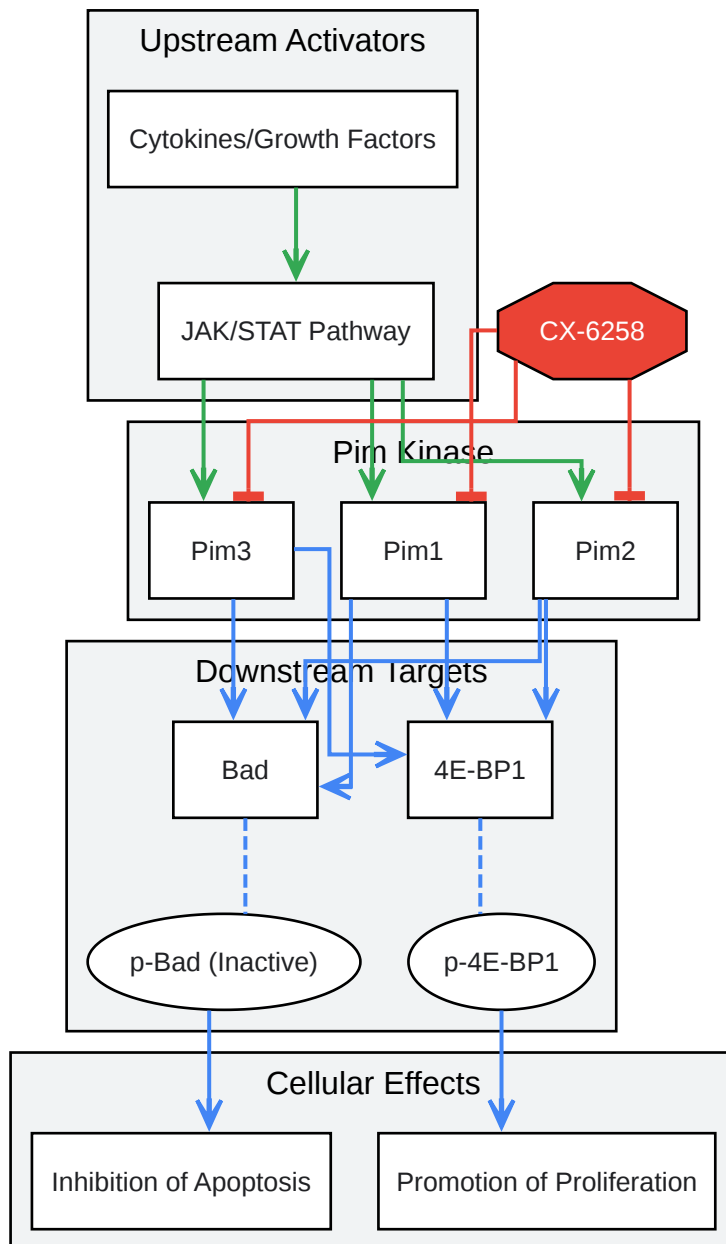 Upstream Activators
Cytokines/Growth Factors
JAK/STAT Pathway
CX-6258
Pim Kinase
Pim3
Pim1
Pim2
Downstream Targets
Bad
4E-BP1
p-Bad (Inactive)
p-4E-BP1
Cellular Effects
Inhibition of Apoptosis
Promotion of Proliferation